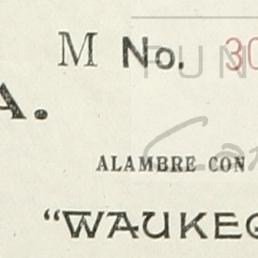 M No. 30
A.
ALAMBRE CON
"WAUKEG